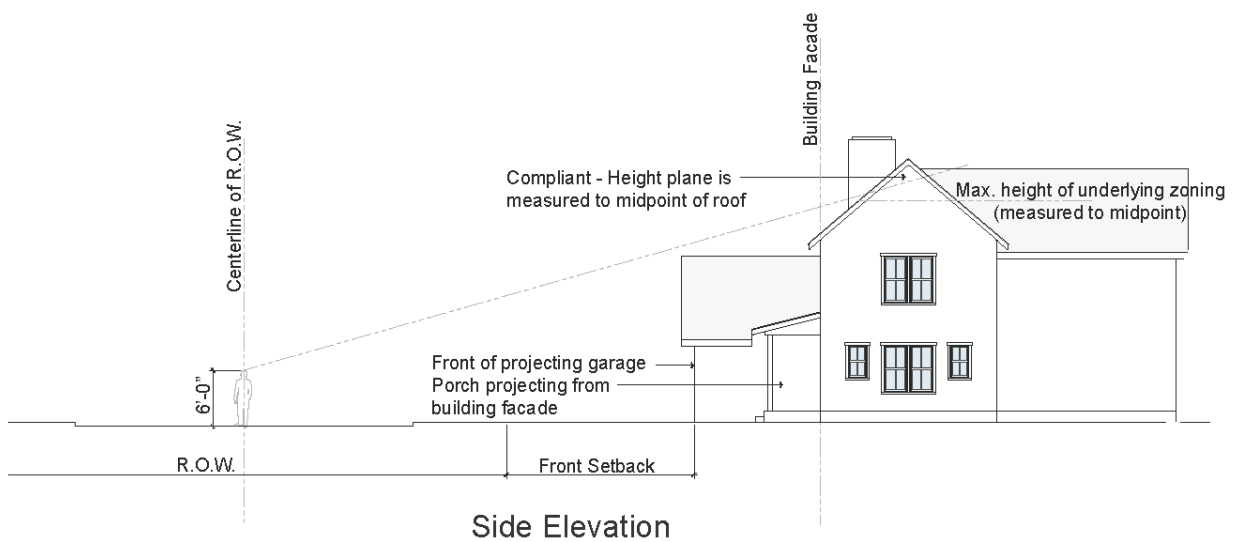 Building Facade
Centerline of R.O.W.
Compliant - Height plane is
measured to midpoint of roof
Max. height of underlying zoning
(measured to midpoint)
Front of projecting garage
Porch projecting from
building facade
6'-0"
R.O.W.
Front Setback
Side Elevation